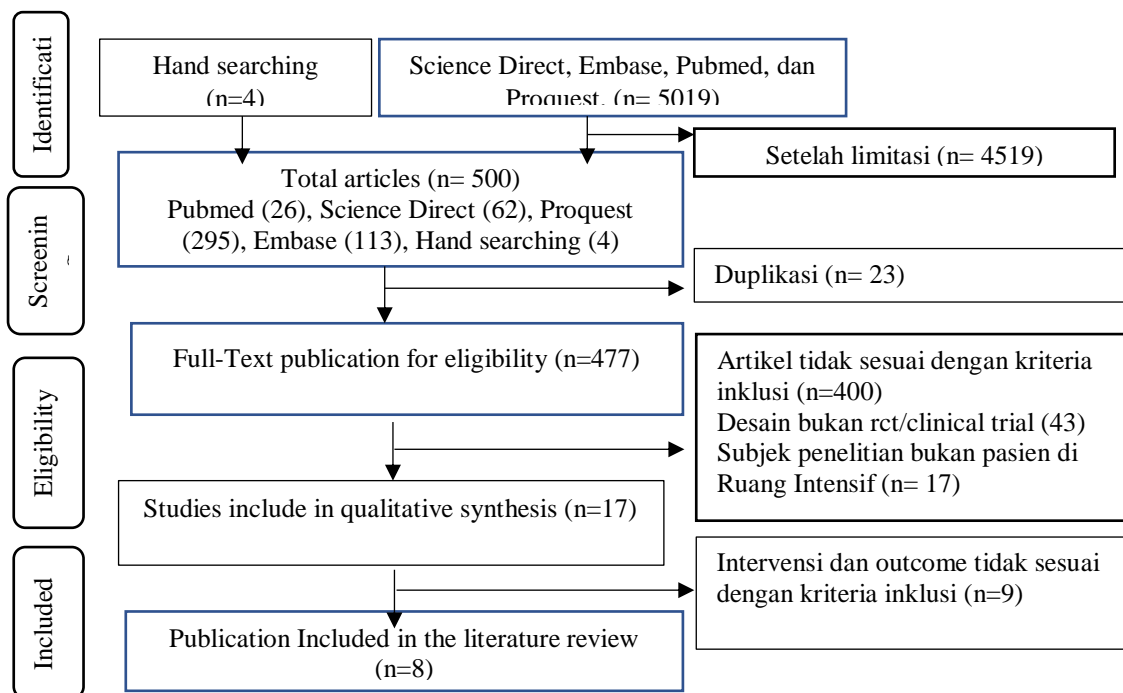 Identificati
Hand searching
(n=4)
Science Direct, Embase, Pubmed, dan
Proquest. (n= 5019)
Setelah limitasi (n= 4519)
Screenin
Total articles (n= 500)
Pubmed (26), Science Direct (62), Proquest
(295), Embase (113), Hand searching (4)
Duplikasi (n= 23)
Eligibility
Full-Text publication for eligibility (n=477)
Artikel tidak sesuai dengan kriteria
inklusi (n=400)
Desain bukan rct/clinical trial (43)
Subjek penelitian bukan pasien di
Ruang Intensif (n= 17)
Studies include in qualitative synthesis (n=17)
Included
Intervensi dan outcome tidak sesuai
dengan kriteria inklusi (n=9)
Publication Included in the literature review
(n=8)